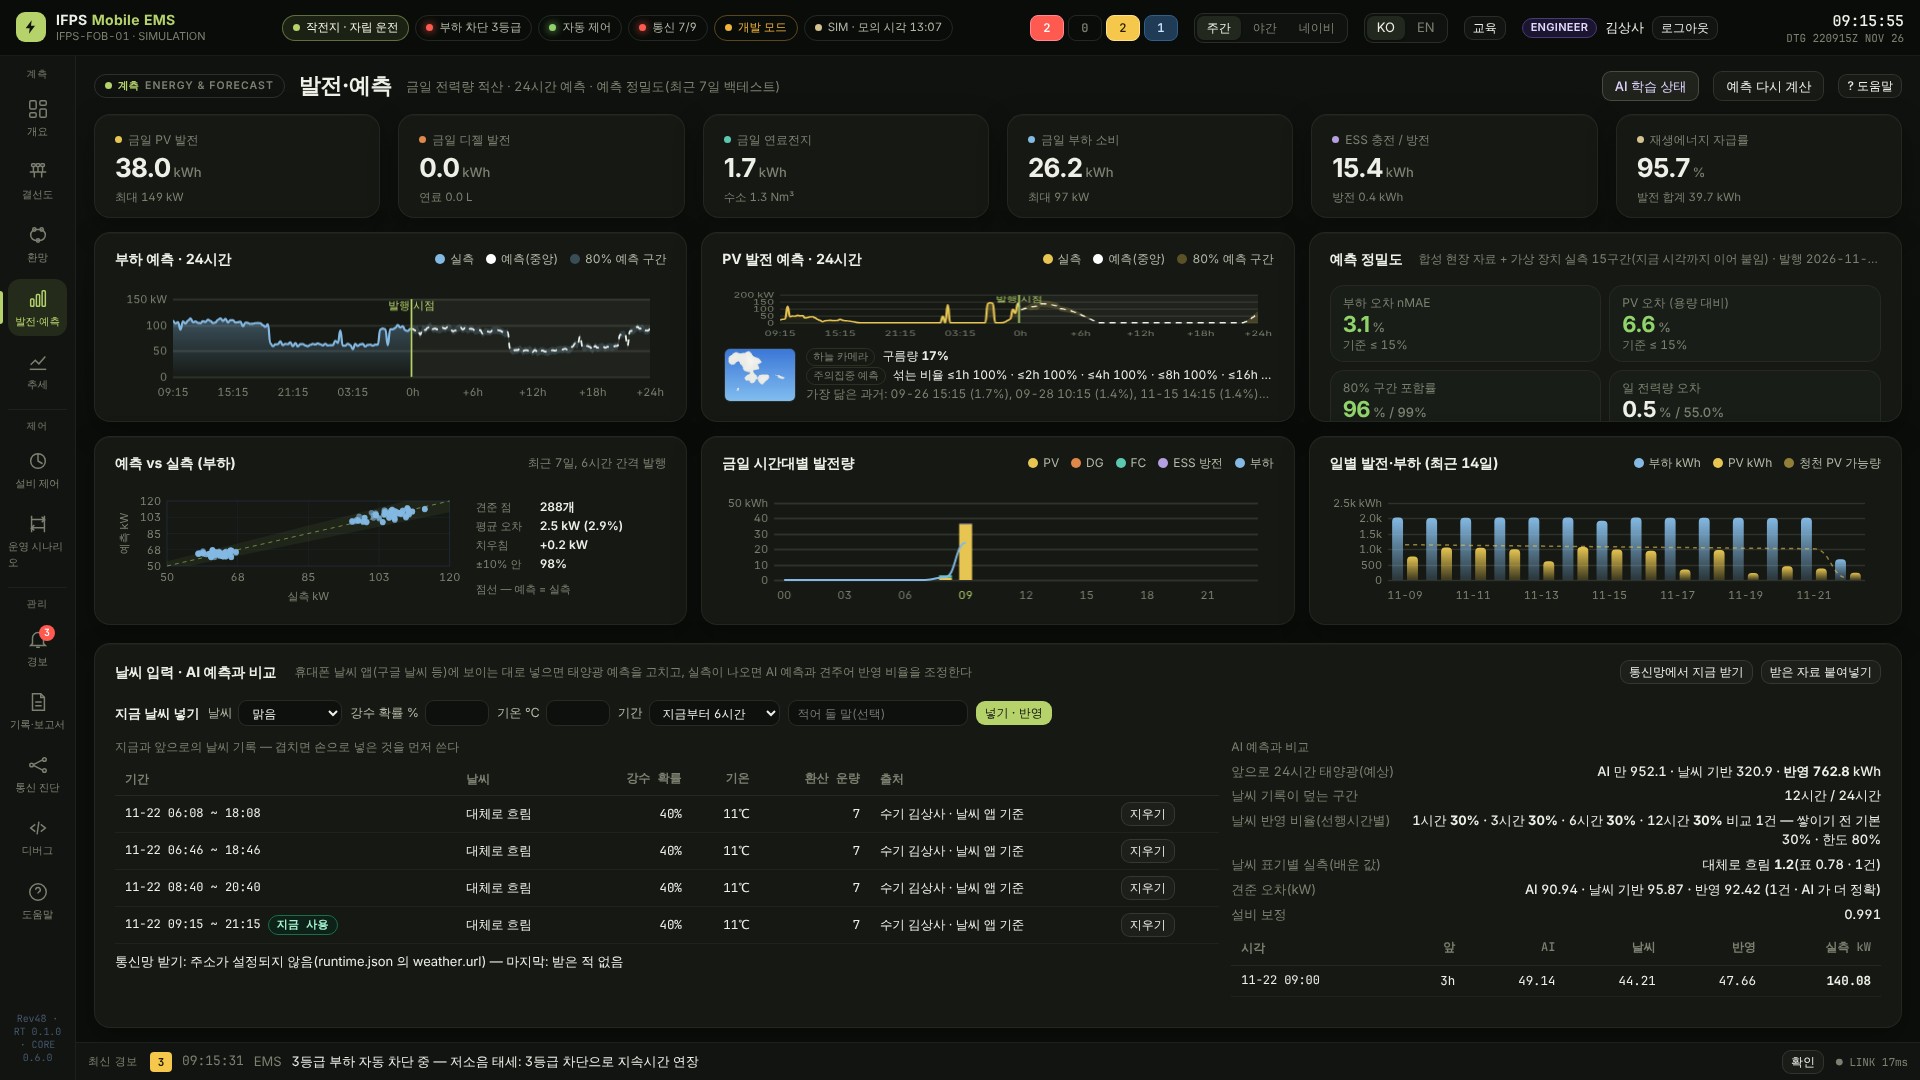 IFPS Mobile EMS
IFPS-FOB-01 · SIMULATION
작전지 · 자립 운전
부하 차단 3등급
자동 제어
통신 7/9
개발 모드
SIM · 모의 시각 13:07
2 0 2 1
주간 야간 네이비
KO EN
교육
ENGINEER 김상사 로그아웃
09:15:55
DTG 220915Z NOV 26
계측
개요
결선도
환망
발전·예측
추세
제어
설비 제어
운영 시나리오
관리
3
경보
기록·보고서
통신 진단
디버그
도움말
Rev48 · RT 0.1.0 · CORE 0.6.0
계측 ENERGY & FORECAST
발전·예측
금일 전력량 적산 · 24시간 예측 · 예측 정밀도(최근 7일 백테스트)
AI 학습 상태
예측 다시 계산
? 도움말
금일 PV 발전
38.0 kWh
최대 149 kW
금일 디젤 발전
0.0 kWh
연료 0.0 L
금일 연료전지
1.7 kWh
수소 1.3 Nm³
금일 부하 소비
26.2 kWh
최대 97 kW
ESS 충전 / 방전
15.4 kWh
방전 0.4 kWh
재생에너지 자급률
95.7 %
발전 합계 39.7 kWh
부하 예측 · 24시간
실측 예측(중앙) 80% 예측 구간
150 kW
100
50
0
발행 시점
09:15 15:15 21:15 03:15 0h +6h +12h +18h +24h
PV 발전 예측 · 24시간
실측 예측(중앙) 80% 예측 구간
200 kW
150
100
50
0
발행 시점
09:15 15:15 21:15 03:15 0h +6h +12h +18h +24h
하늘 카메라 구름량 17%
주의집중 예측 섞는 비율 ≤1h 100% · ≤2h 100% · ≤4h 100% · ≤8h 100% · ≤16h ...
가장 닮은 과거: 09-26 15:15 (1.7%), 09-28 10:15 (1.4%), 11-15 14:15 (1.4%)...
예측 정밀도
합성 현장 자료 + 가상 장치 실측 15구간(지금 시각까지 이어 붙임) · 발행 2026-11-...
부하 오차 nMAE
3.1 %
기준 ≤ 15%
PV 오차 (용량 대비)
6.6 %
기준 ≤ 15%
80% 구간 포함률
96 % / 99%
일 전력량 오차
0.5 % / 55.0%
예측 vs 실측 (부하)
최근 7일, 6시간 간격 발행
예측 kW
120
103
85
68
50
50 68 85 103 120
실측 kW
견준 점 288개
평균 오차 2.5 kW (2.9%)
치우침 +0.2 kW
±10% 안 98%
점선 — 예측 = 실측
금일 시간대별 발전량
PV DG FC ESS 방전 부하
50 kWh
40
30
20
10
0
00 03 06 09 12 15 18 21
일별 발전·부하 (최근 14일)
부하 kWh PV kWh 청천 PV 가능량
2.5k kWh
2.0k
1.5k
1.0k
500
0
11-09 11-11 11-13 11-15 11-17 11-19 11-21
날씨 입력 · AI 예측과 비교
휴대폰 날씨 앱(구글 날씨 등)에 보이는 대로 넣으면 태양광 예측을 고치고, 실측이 나오면 AI 예측과 견주어 반영 비율을 조정한다
통신망에서 지금 받기
받은 자료 붙여넣기
지금 날씨 넣기 날씨 맑음 강수 확률 % 기온 ℃ 기간 지금부터 6시간 적어 둘 말(선택) 넣기 · 반영
지금과 앞으로의 날씨 기록 — 겹치면 손으로 넣은 것을 먼저 쓴다
기간 날씨 강수 확률 기온 환산 운량 출처
11-22 06:08 ~ 18:08 대체로 흐림 40% 11℃ 7 수기 김상사 · 날씨 앱 기준 지우기
11-22 06:46 ~ 18:46 대체로 흐림 40% 11℃ 7 수기 김상사 · 날씨 앱 기준 지우기
11-22 08:40 ~ 20:40 대체로 흐림 40% 11℃ 7 수기 김상사 · 날씨 앱 기준 지우기
11-22 09:15 ~ 21:15 지금 사용 대체로 흐림 40% 11℃ 7 수기 김상사 · 날씨 앱 기준 지우기
통신망 받기: 주소가 설정되지 않음(runtime.json 의 weather.url) — 마지막: 받은 적 없음
AI 예측과 비교
앞으로 24시간 태양광(예상) AI 만 952.1 · 날씨 기반 320.9 · 반영 762.8 kWh
날씨 기록이 덮는 구간 12시간 / 24시간
날씨 반영 비율(선행시간별) 1시간 30% · 3시간 30% · 6시간 30% · 12시간 30% 비교 1건 — 쌓이기 전 기본
30% · 한도 80%
날씨 표기별 실측(배운 값) 대체로 흐림 1.2(표 0.78 · 1건)
견준 오차(kW) AI 90.94 · 날씨 기반 95.87 · 반영 92.42 (1건 · AI 가 더 정확)
설비 보정 0.991
시각 앞 AI 날씨 반영 실측 kW
11-22 09:00 3h 49.14 44.21 47.66 140.08
최신 경보 3 09:15:31 EMS 3등급 부하 자동 차단 중 — 저소음 태세: 3등급 차단으로 지속시간 연장
확인
LINK 17ms